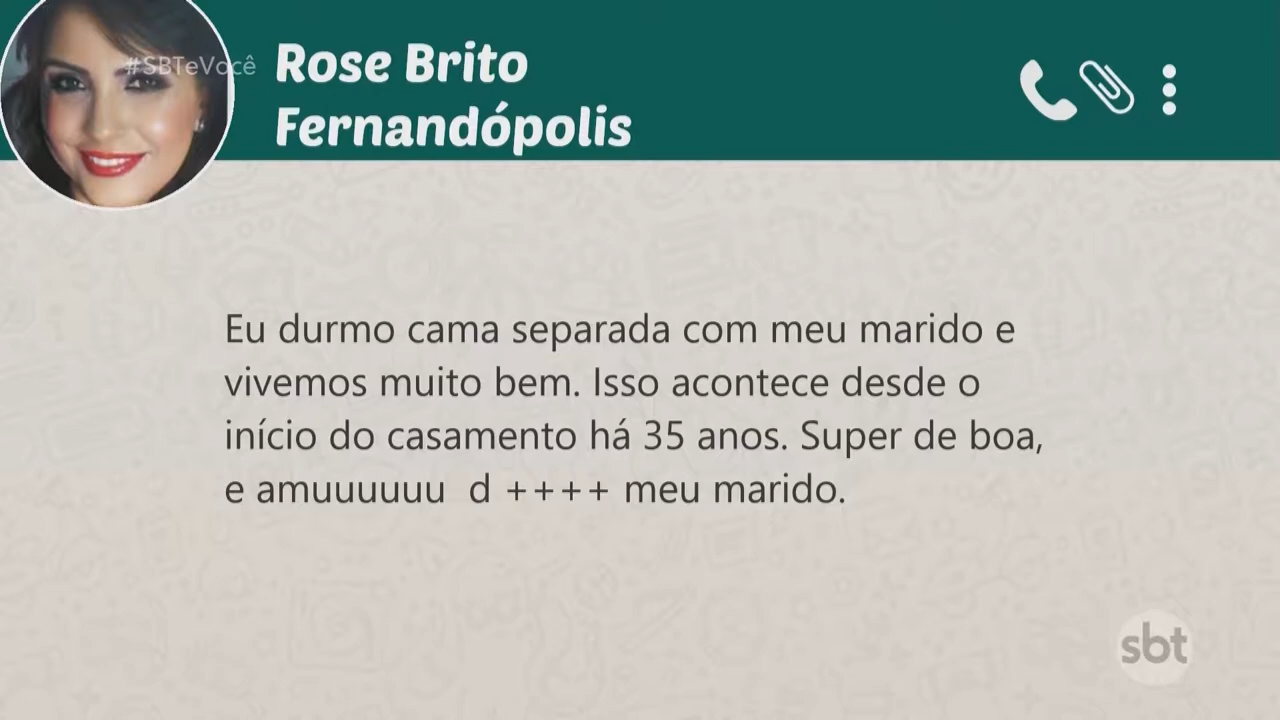 #SBTeVocê
Rose Brito
Fernandópolis
Eu durmo cama separada com meu marido e
vivemos muito bem. Isso acontece desde o
início do casamento há 35 anos. Super de boa,
e amuuuuuu  d ++++ meu marido.
sbt